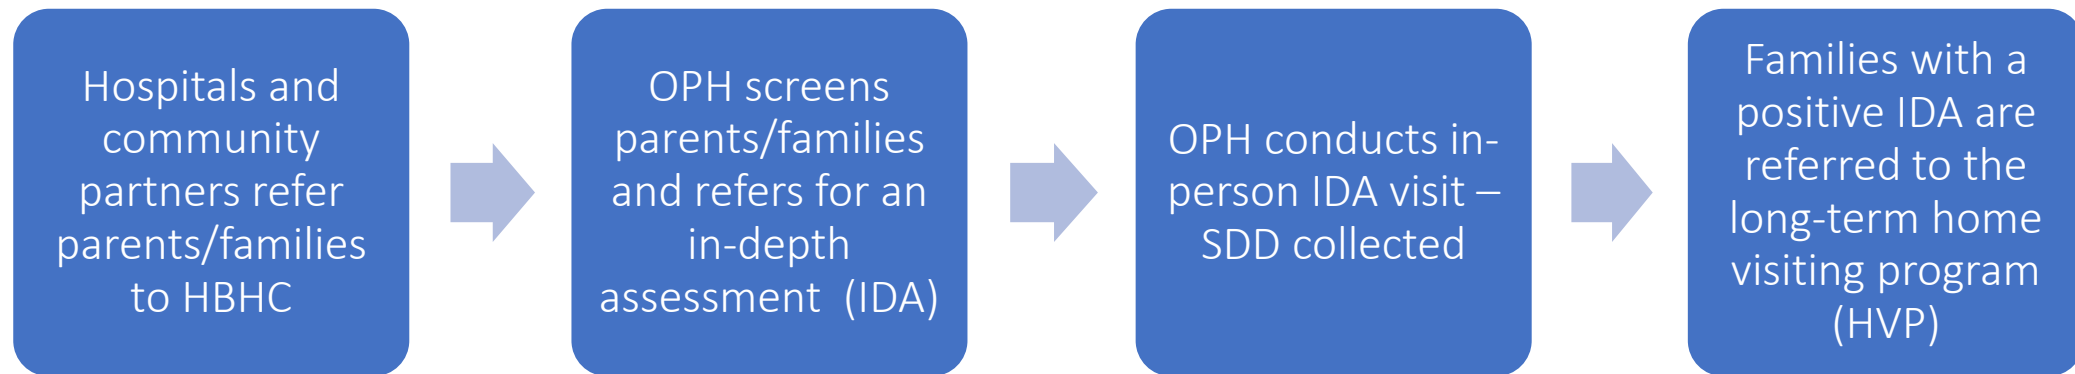 Hospitals and
community
partners refer
parents/families
to HBHC
OPH screens
parents/families
and refers for an
in-depth
assessment  (IDA)
OPH conducts in-
person IDA visit –
SDD collected
Families with a
positive IDA are
referred to the
long-term home
visiting program
(HVP)